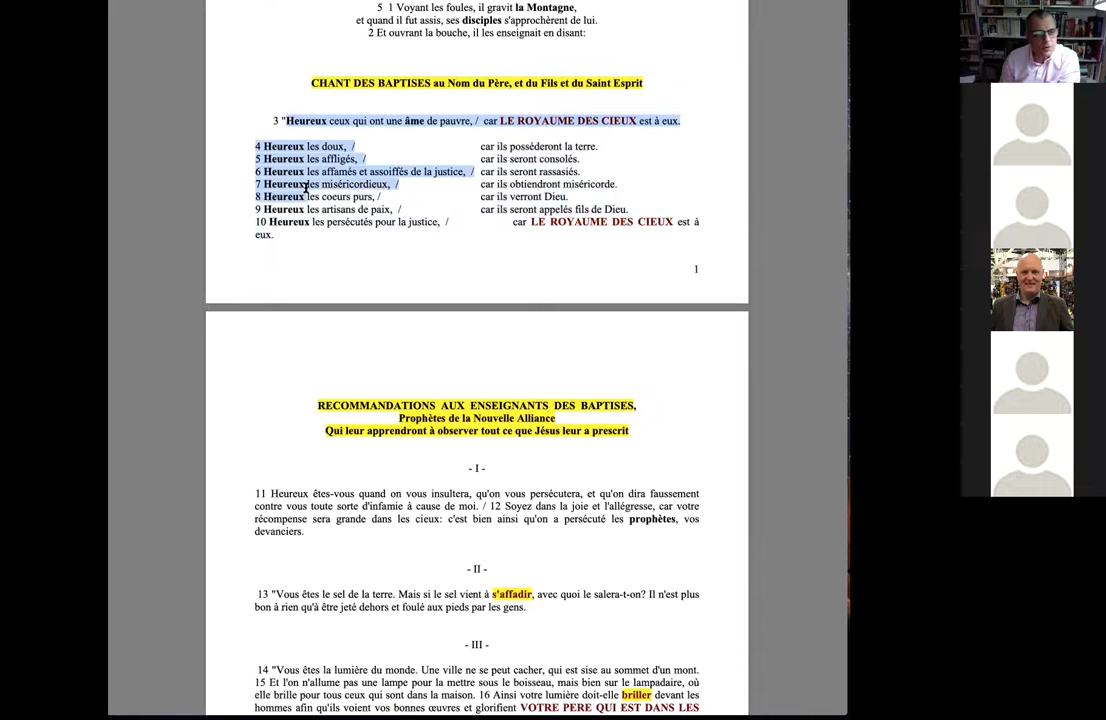 5 1 Voyant les foules, il gravit la Montagne,
et quand il fut assis, ses disciples s'approchèrent de lui.
2 Et ouvrant la bouche, il les enseignait en disant:
CHANT DES BAPTISES au Nom du Père, et du Fils et du Saint Esprit
3 "Heureux ceux qui ont une âme de pauvre, / car LE ROYAUME DES CIEUX est à eux.
4 Heureux les doux, / car ils posséderont la terre.
5 Heureux les affligés, / car ils seront consolés.
6 Heureux les affamés et assoiffés de la justice, / car ils seront rassasiés.
7 Heureux les miséricordieux, / car ils obtiendront miséricorde.
8 Heureux les coeurs purs, / car ils verront Dieu.
9 Heureux les artisans de paix, / car ils seront appelés fils de Dieu.
10 Heureux les persécutés pour la justice, / car LE ROYAUME DES CIEUX est à
eux.
1
RECOMMANDATIONS AUX ENSEIGNANTS DES BAPTISES,
Prophètes de la Nouvelle Alliance
Qui leur apprendront à observer tout ce que Jésus leur a prescrit
- I -
11 Heureux êtes-vous quand on vous insultera, qu'on vous persécutera, et qu'on dira faussement
contre vous toute sorte d'infamie à cause de moi. / 12 Soyez dans la joie et l'allégresse, car votre
récompense sera grande dans les cieux: c'est bien ainsi qu'on a persécuté les prophètes, vos
devanciers.
- II -
13 "Vous êtes le sel de la terre. Mais si le sel vient à s'affadir, avec quoi le salera-t-on? Il n'est plus
bon à rien qu'à être jeté dehors et foulé aux pieds par les gens.
- III -
14 "Vous êtes la lumière du monde. Une ville ne se peut cacher, qui est sise au sommet d'un mont.
15 Et l'on n'allume pas une lampe pour la mettre sous le boisseau, mais bien sur le lampadaire, où
elle brille pour tous ceux qui sont dans la maison. 16 Ainsi votre lumière doit-elle briller devant les
hommes afin qu'ils voient vos bonnes œuvres et glorifient VOTRE PERE QUI EST DANS LES